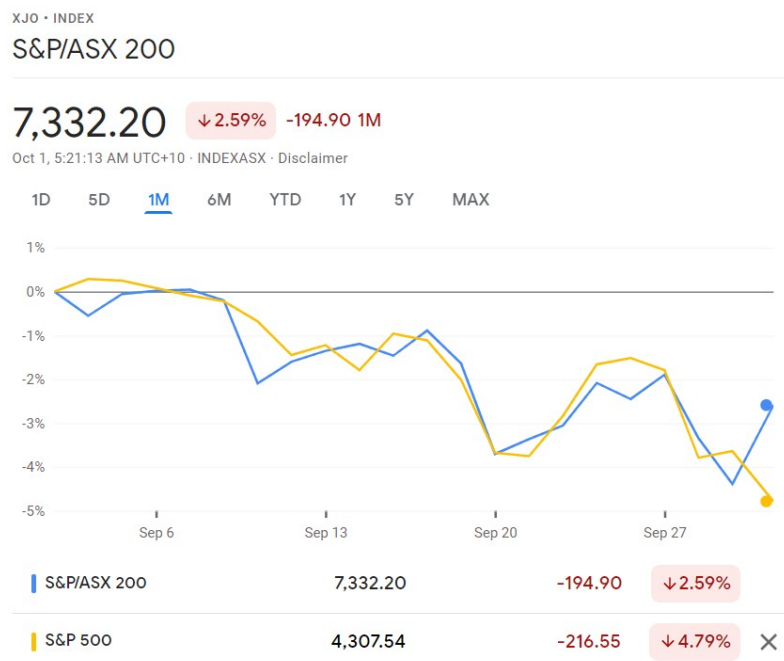 XJO • INDEX
S&P/ASX 200
7,332.20 ↓2.59% -194.90 1M
Oct 1, 5:21:13 AM UTC+10 · INDEXASX · Disclaimer
1D 5D 1M 6M YTD 1Y 5Y MAX
1%
0%
-1%
-2%
-3%
-4%
-5%
Sep 6 Sep 13 Sep 20 Sep 27
S&P/ASX 200 7,332.20 -194.90 ↓2.59%
S&P 500 4,307.54 -216.55 ↓4.79%